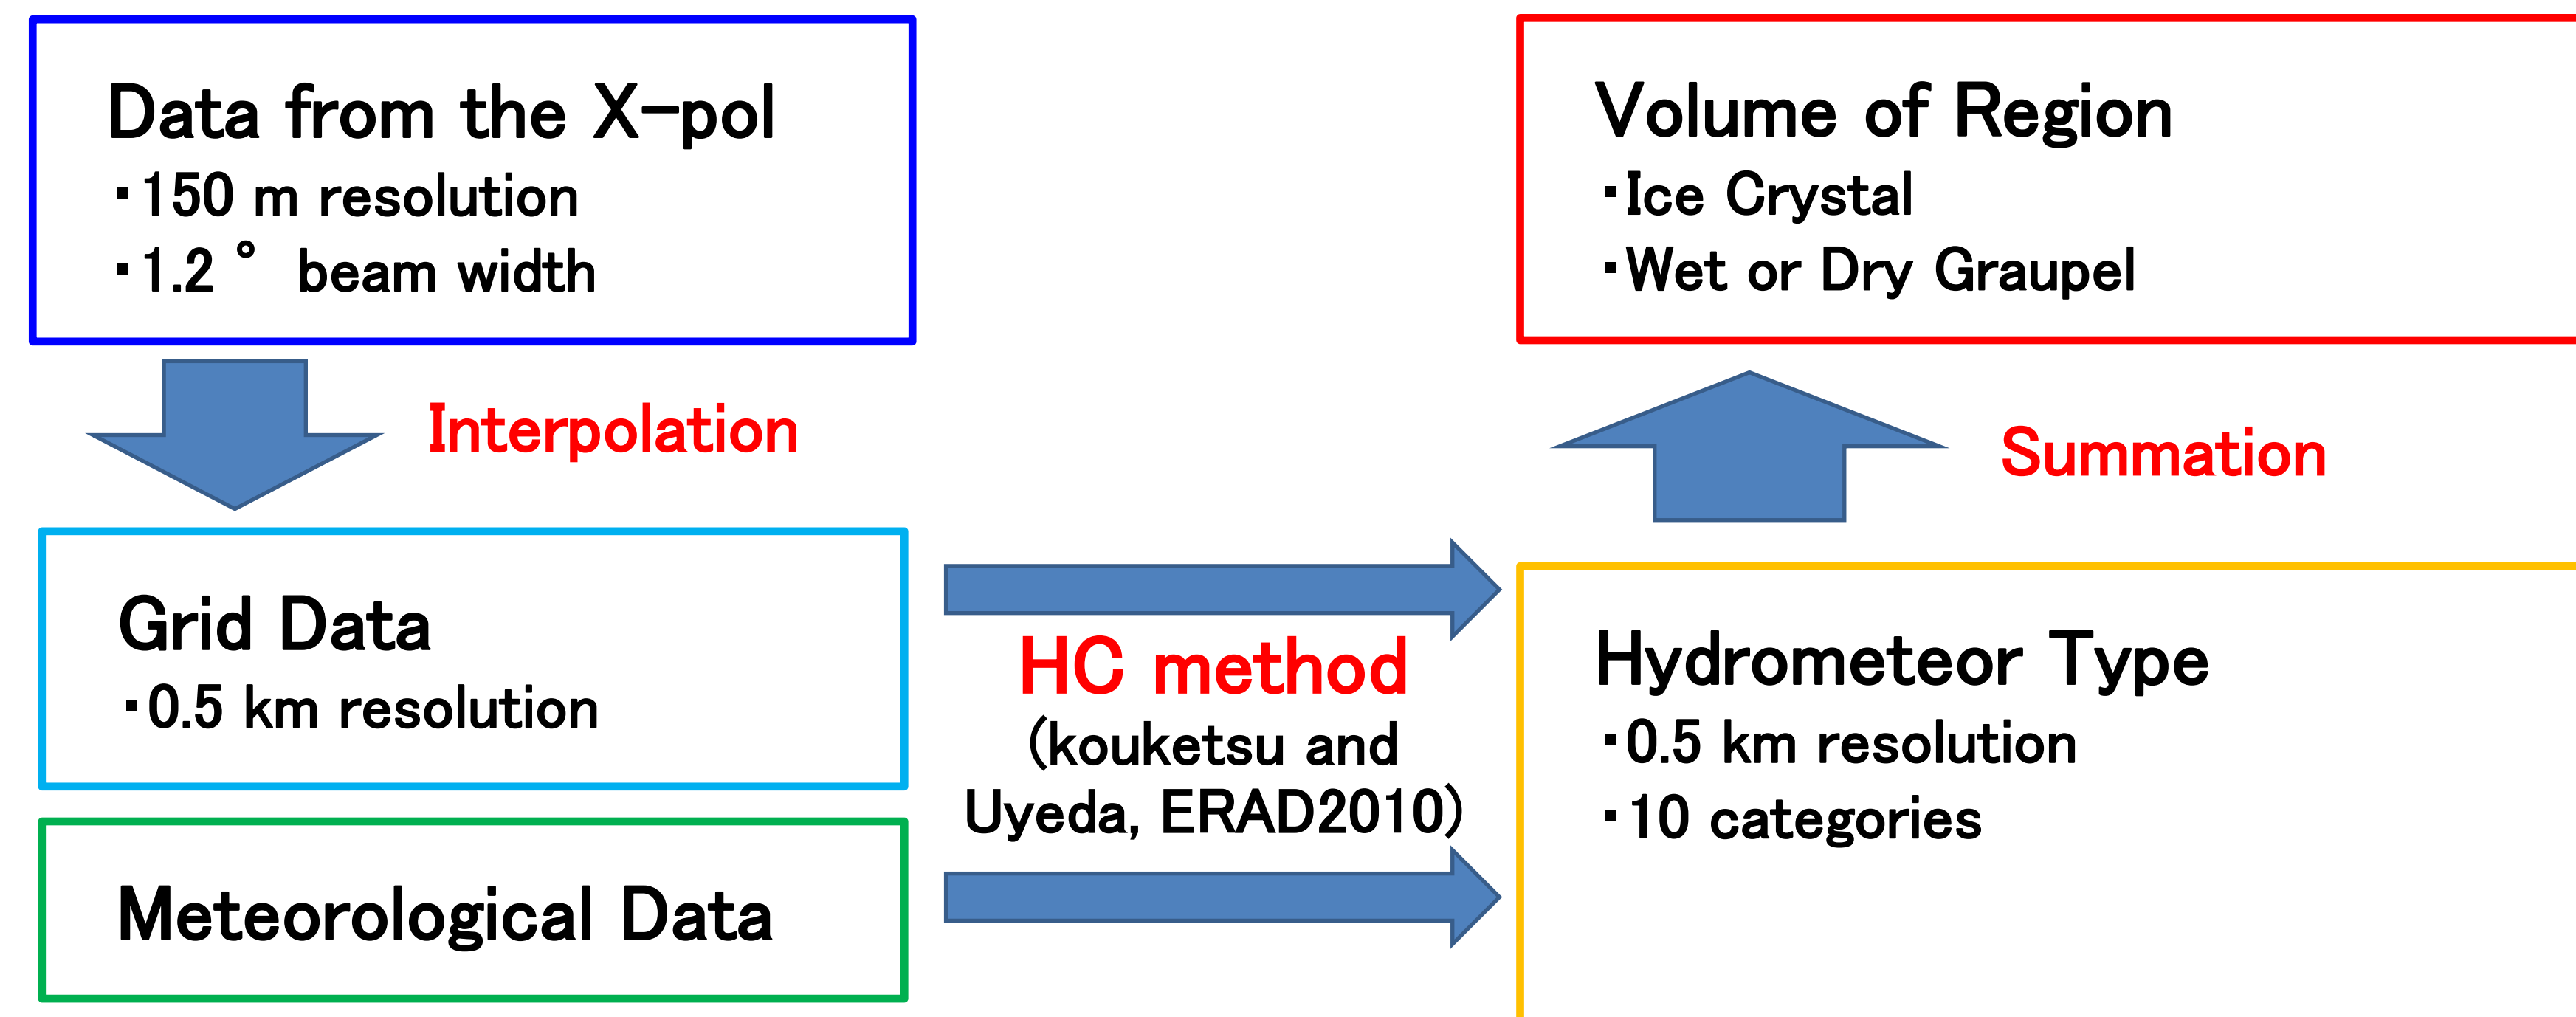 Data from the X-pol
・150 m resolution
・1.2 ° beam width
Interpolation
Grid Data
・0.5 km resolution
Meteorological Data
HC method
(kouketsu and
Uyeda, ERAD2010)
Volume of Region
・Ice Crystal
・Wet or Dry Graupel
Summation
Hydrometeor Type
・0.5 km resolution
・10 categories